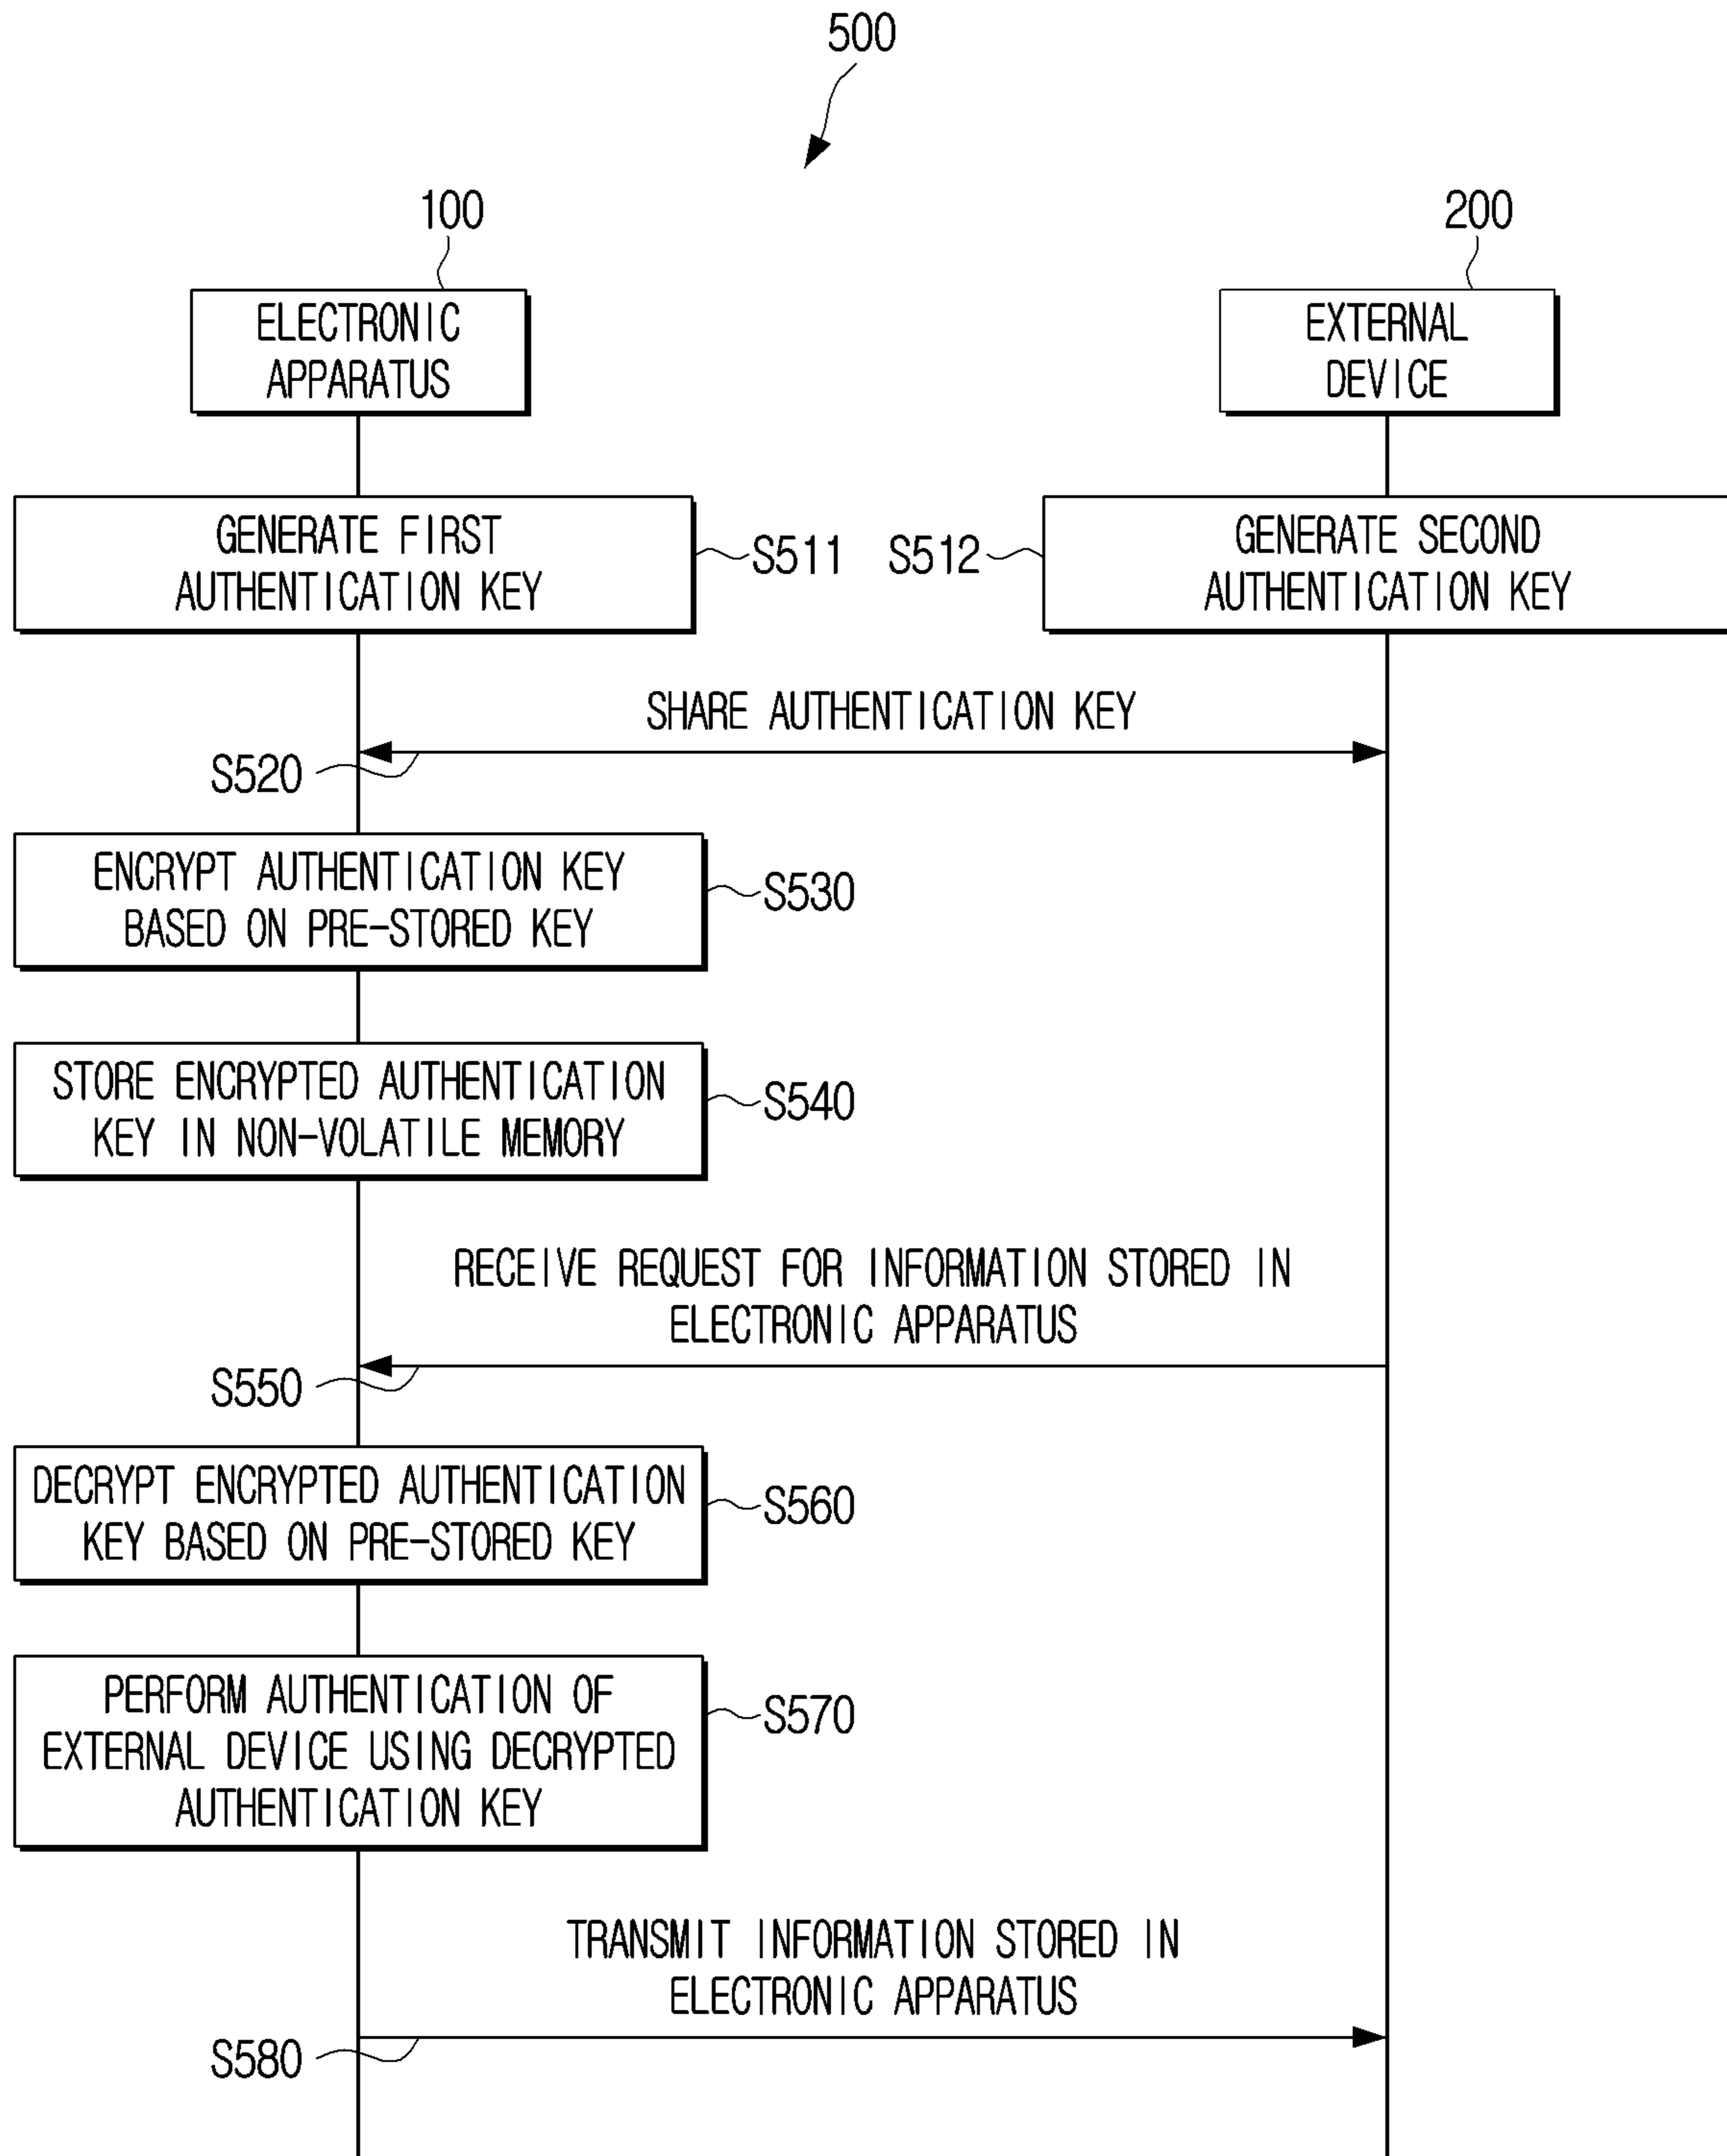 500
100
200
ELECTRONIC
APPARATUS
EXTERNAL
DEVICE
GENERATE FIRST
AUTHENTICATION KEY
S511
S512
GENERATE SECOND
AUTHENTICATION KEY
SHARE AUTHENTICATION KEY
S520
ENCRYPT AUTHENTICATION KEY
BASED ON PRE-STORED KEY
S530
STORE ENCRYPTED AUTHENTICATION
KEY IN NON-VOLATILE MEMORY
S540
RECEIVE REQUEST FOR INFORMATION STORED IN
ELECTRONIC APPARATUS
S550
DECRYPT ENCRYPTED AUTHENTICATION
KEY BASED ON PRE-STORED KEY
S560
PERFORM AUTHENTICATION OF
EXTERNAL DEVICE USING DECRYPTED
AUTHENTICATION KEY
S570
TRANSMIT INFORMATION STORED IN
ELECTRONIC APPARATUS
S580